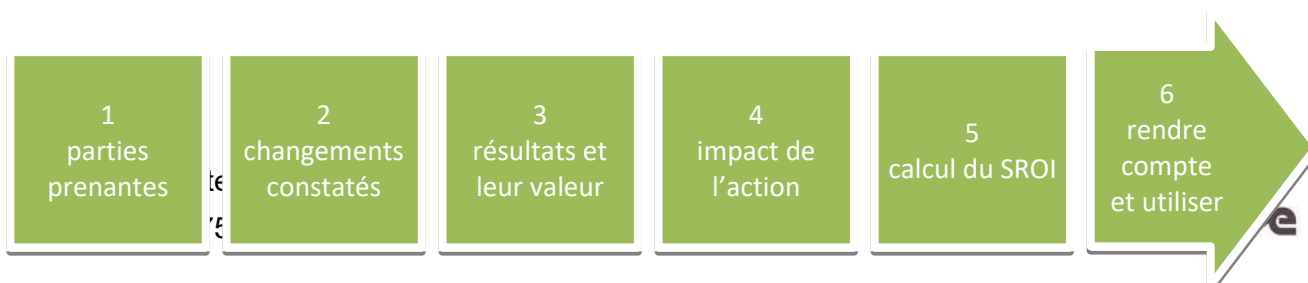 1
parties
prenantes
2
changements
constatés
3
résultats et
leur valeur
4
impact de
l’action
5
calcul du SROI
6
rendre
compte
et utiliser